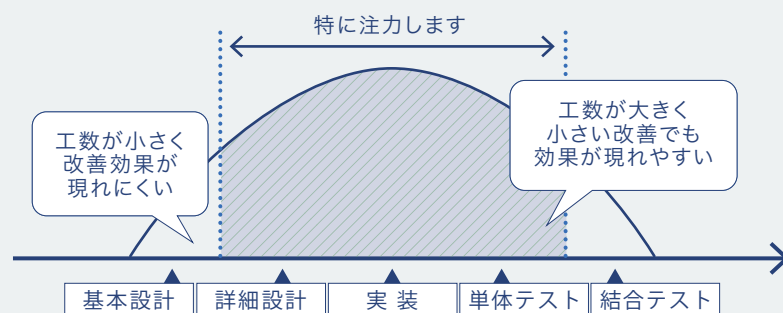 特に注力します
工数が小さく
改善効果が
現れにくい
工数が大きく
小さい改善でも
効果が現れやすい
基本設計
詳細設計
実 装
単体テスト
結合テスト